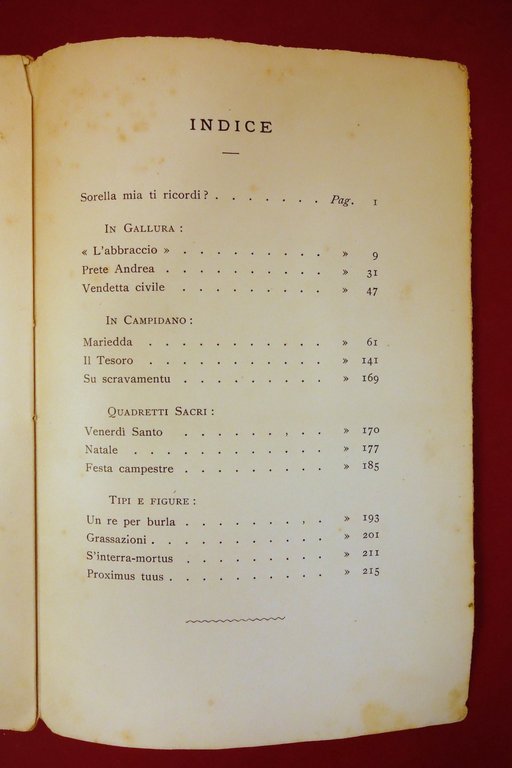 INDICE
Sorella mia ti ricordi? . . . . . . . Pag. 1
IN GALLURA :
« L'abbraccio » . . . . . . . . . » 9
Prete Andrea . . . . . . . . . . » 31
Vendetta civile . . . . . . . . . » 47
IN CAMPIDANO :
Mariedda . . . . . . . . . . » 61
Il Tesoro . . . . . . . . . . » 141
Su scravamentu . . . . . . . . . » 169
QUADRETTI SACRI :
Venerdì Santo . . . . . . . . . » 170
Natale . . . . . . . . . . . » 177
Festa campestre . . . . . . . . . » 185
TIPI E FIGURE :
Un re per burla . . . . . . . . . » 193
Grassazioni . . . . . . . . . . . » 201
S'interra-mortus . . . . . . . . . » 211
Proximus tuus . . . . . . . . . . » 215